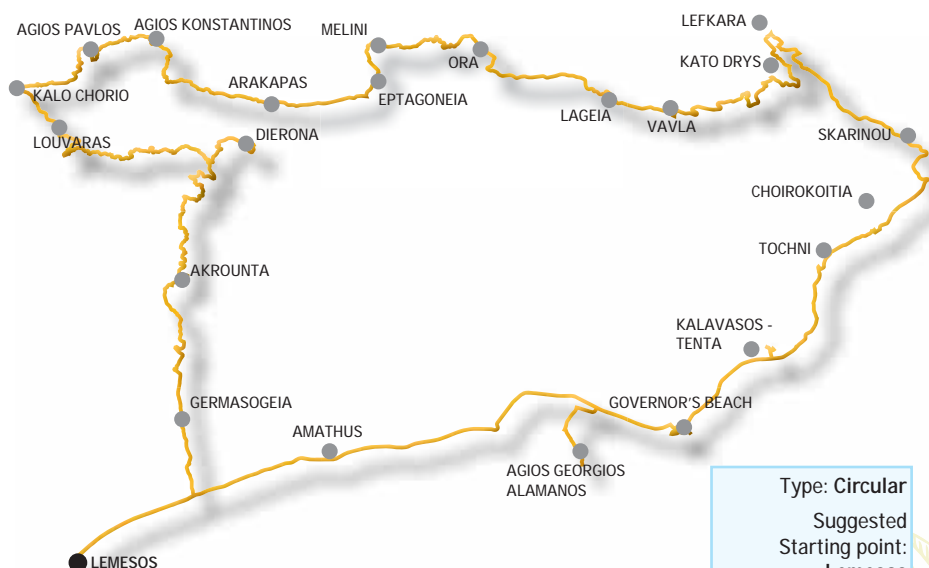 LEFKARA
AGIOS KONSTANTINOS
MELINI
AGIOS PAVLOS
ORA
KATO DRYS
ARAKAPAS
KALO CHORIO
EPTAGONEIA
LAGEIA
VAVLA
DIERONA
LOUVARAS
SKARINOU
CHOIROKOITIA
TOCHNI
AKROUNTA
KALAVASOS -
TENTA
GERMASOGEIA
GOVERNOR'S BEACH
AMATHUS
AGIOS GEORGIOS
ALAMANOS
LEMESOS
Type: Circular
Suggested
Starting point:
Lemesos